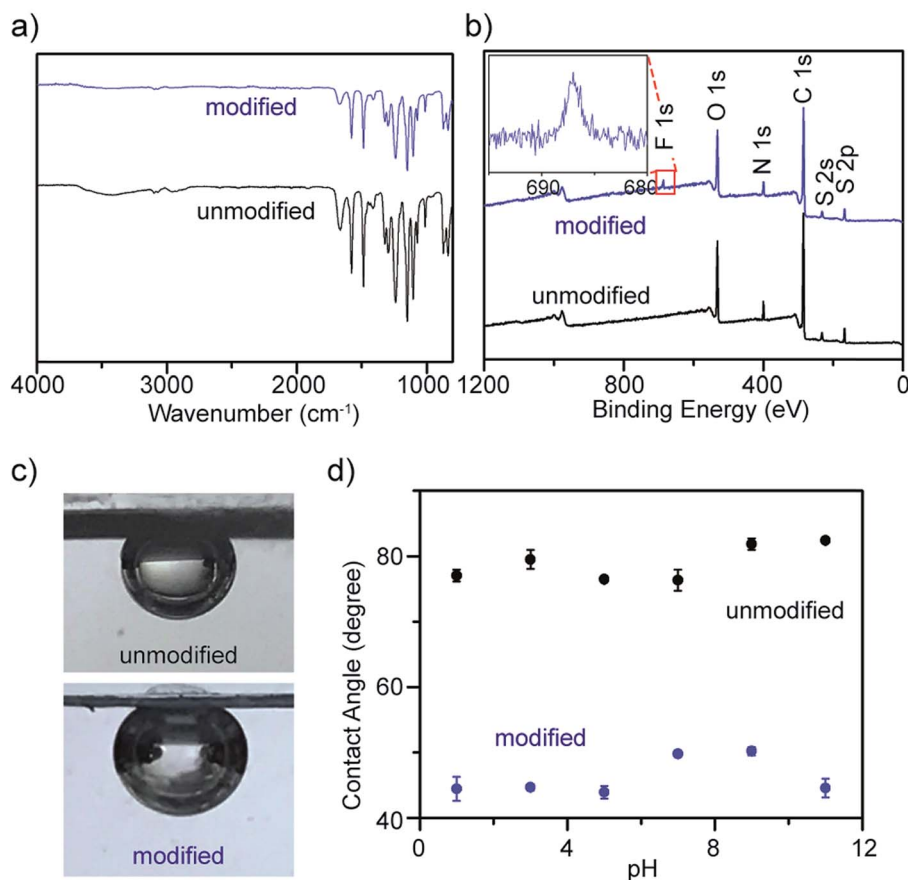 a)
modified
unmodified
4000 3000 2000 1000
Wavenumber (cm⁻¹)
b)
690 680
F 1s
O 1s
N 1s
C 1s
S 2s
S 2p
modified
unmodified
1200 800 400 0
Binding Energy (eV)
c)
unmodified
modified
d)
80
60
40
Contact Angle (degree)
unmodified
modified
0 4 8 12
pH